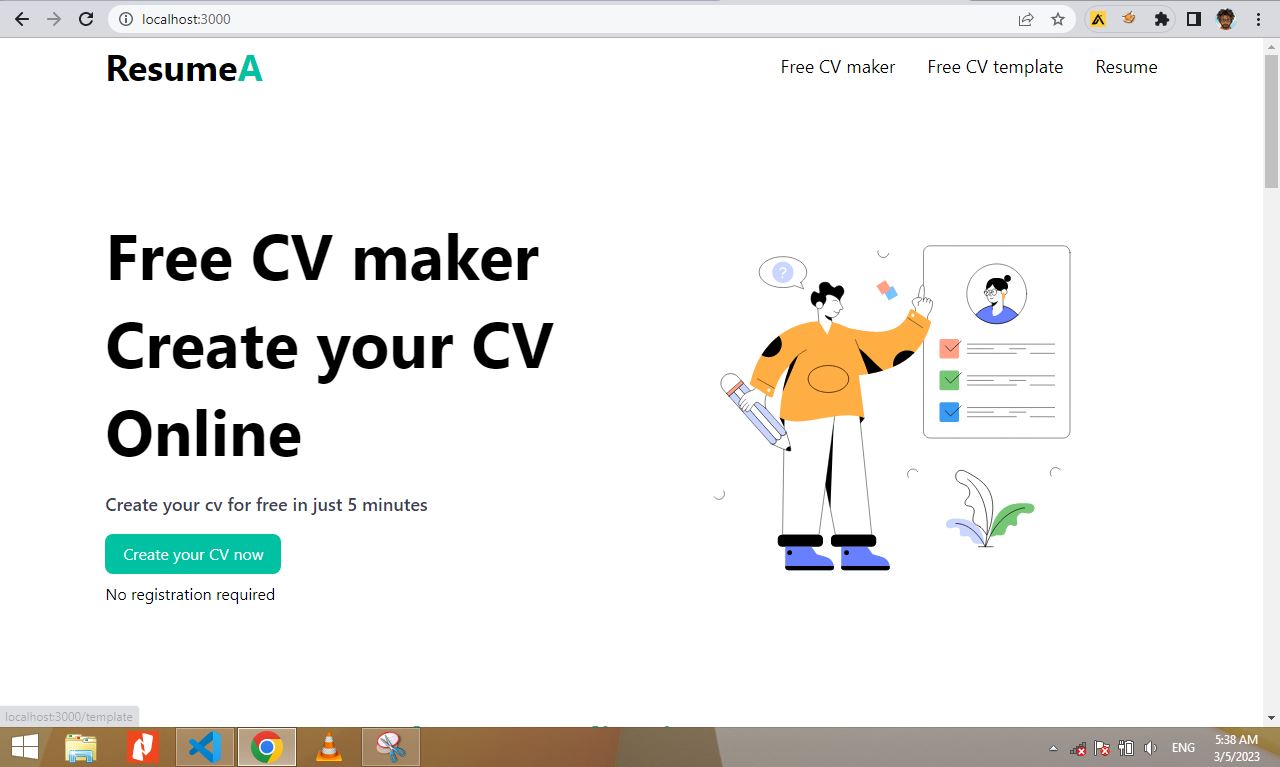 localhost:3000
ResumeA
Free CV maker
Free CV template
Resume
Free CV maker
Create your CV
Online
?
Create your cv for free in just 5 minutes
Create your CV now
No registration required
localhost:3000/template
ENG
5:38 AM
3/5/2023